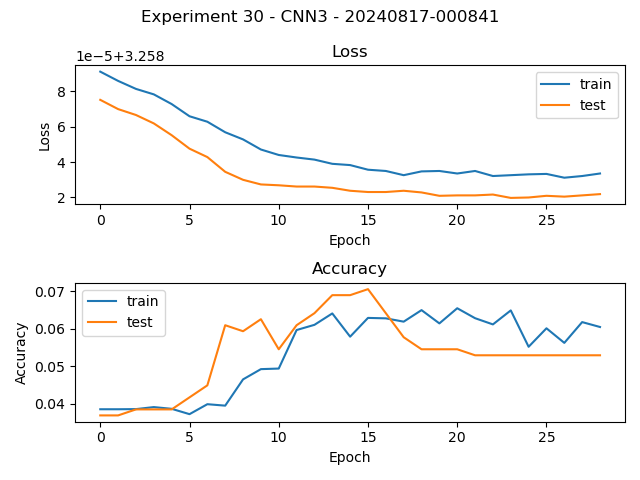 Experiment 30 - CNN3 - 20240817-000841
1e−5+3.258
Loss
8
6
4
2
Loss
train
test
0 5 10 15 20 25
Epoch
Accuracy
0.07
0.06
0.05
0.04
Accuracy
train
test
0 5 10 15 20 25
Epoch